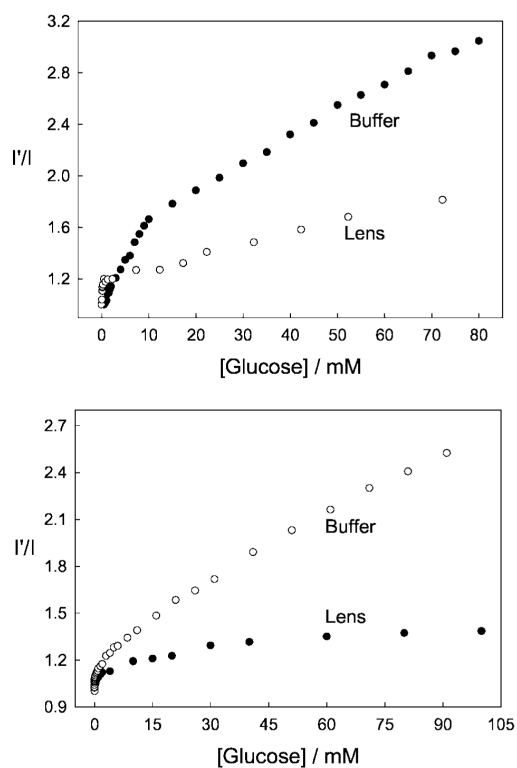 3.2
2.8
2.4
2.0
1.6
1.2
I'/I
Buffer
Lens
0 10 20 30 40 50 60 70 80
[Glucose] / mM
2.7
2.4
2.1
1.8
1.5
1.2
0.9
I'/I
Buffer
Lens
0 15 30 45 60 75 90 105
[Glucose] / mM